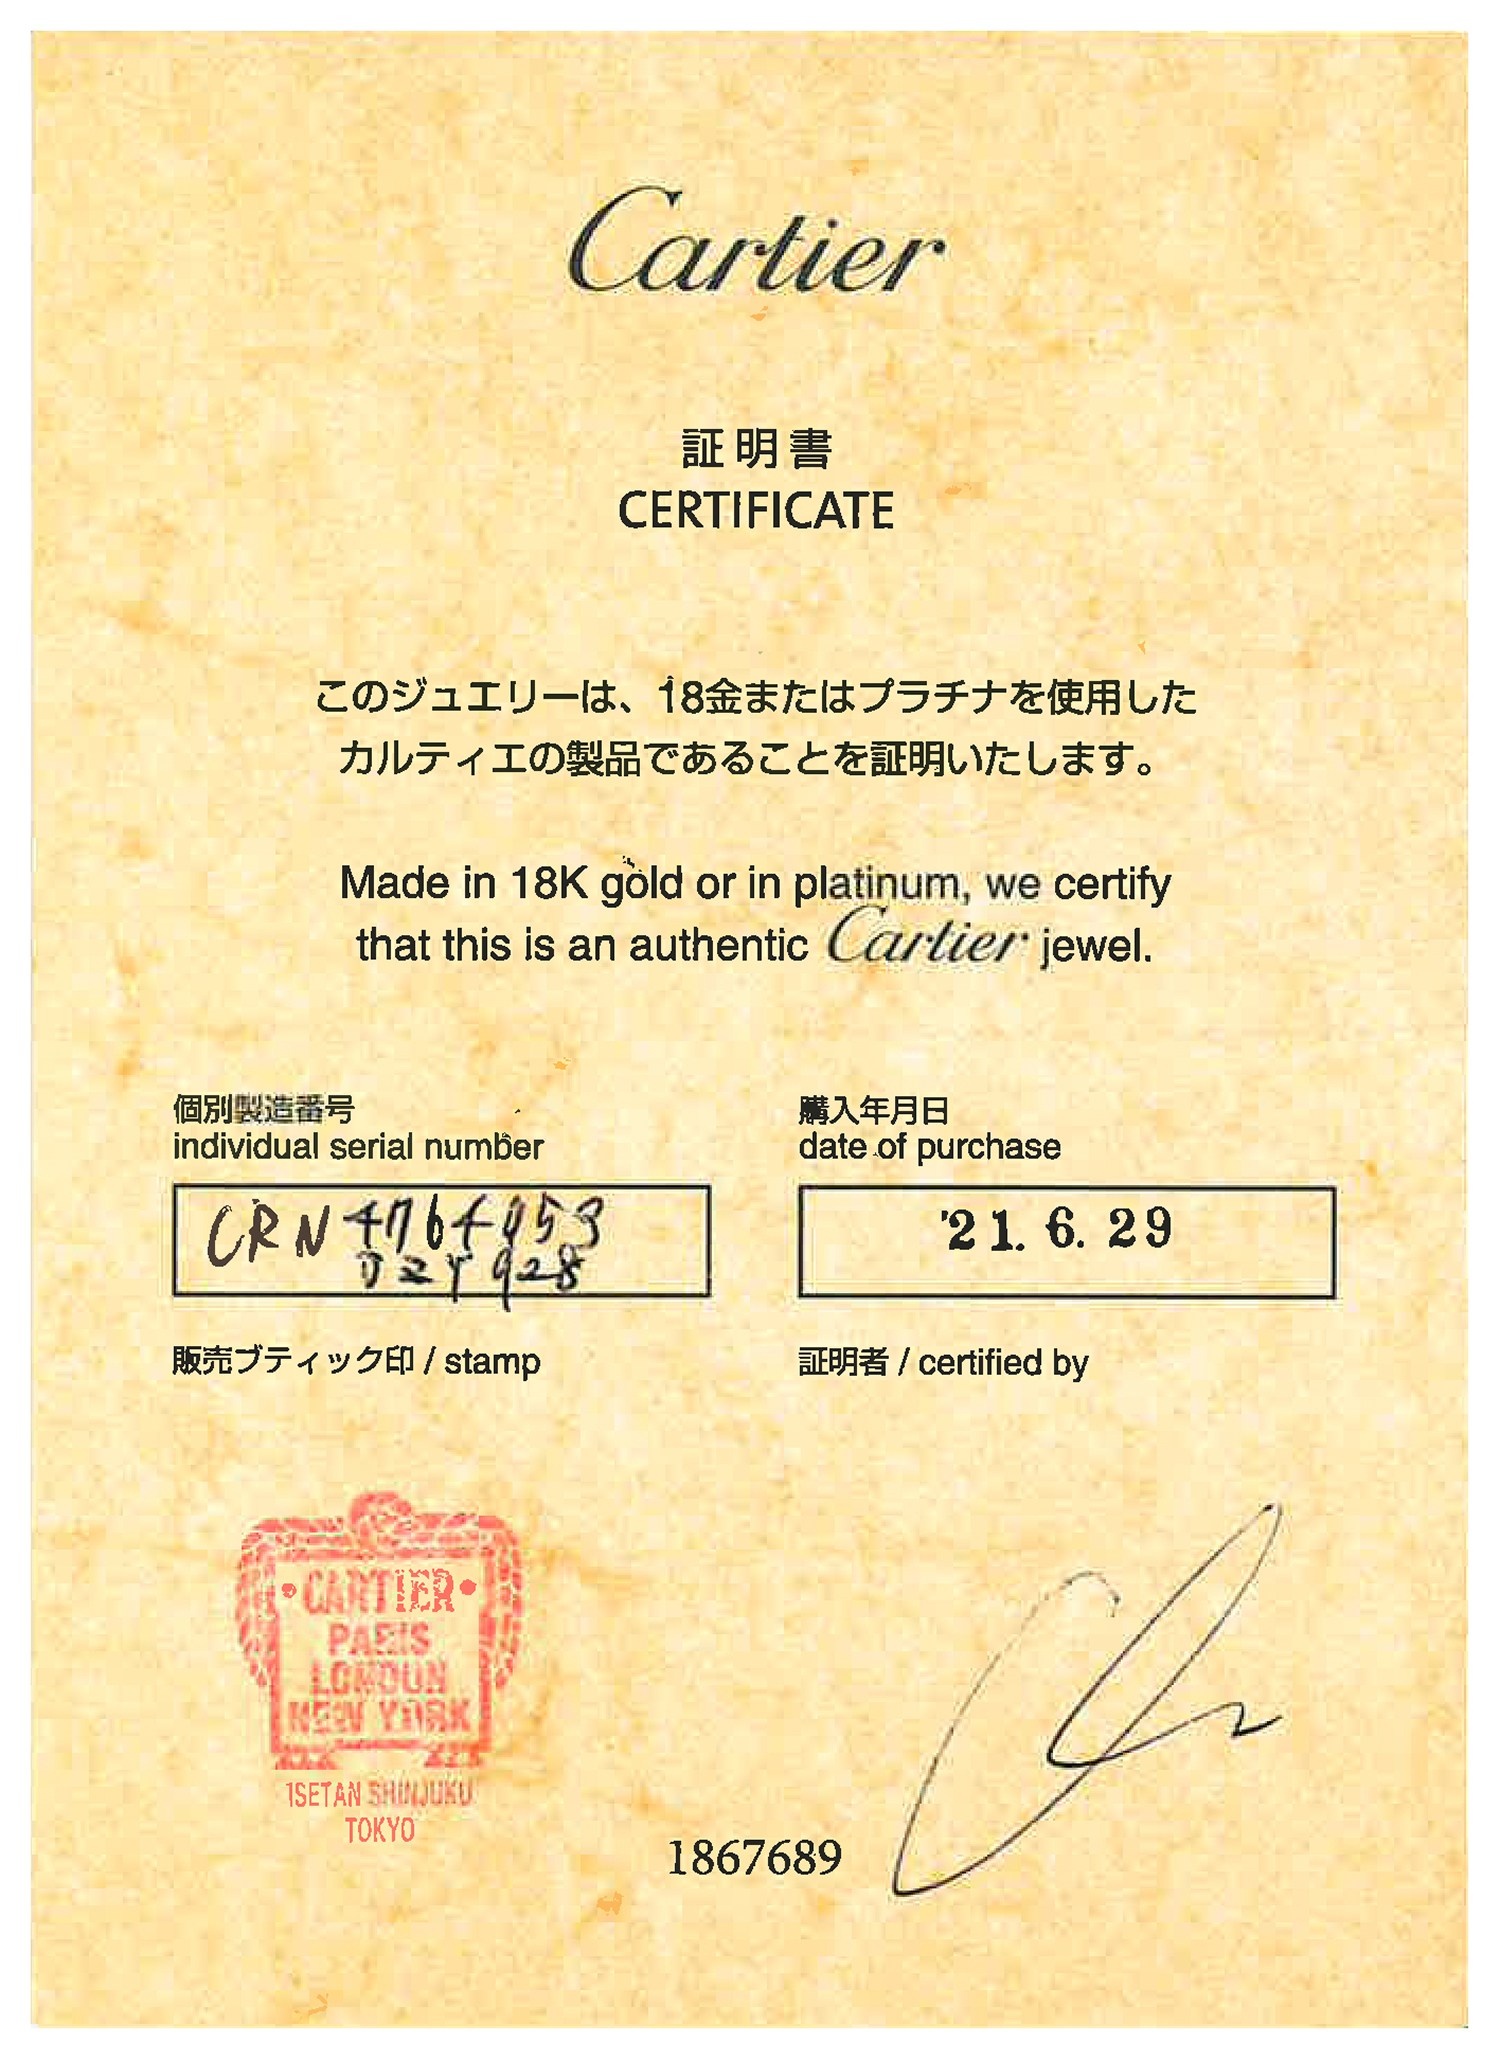 Cartier
証明書
CERTIFICATE
このジュエリーは、18金またはプラチナを使用した
カルティエの製品であることを証明いたします。
Made in 18K gold or in platinum, we certify
that this is an authentic Cartier jewel.
個別製造番号
individual serial number
CRN
928
購入年月日
date of purchase
'21. 6. 29
販売ブティック印 / stamp
証明者 / certified by
• CARTIER •
PARIS
LONDON
NEW YORK
ISETAN SHINJUKU
TOKYO
1867689